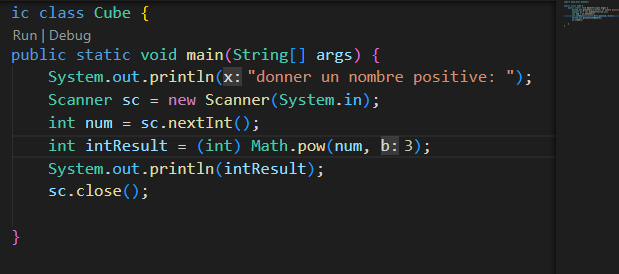 ic class Cube {
Run | Debug
public static void main(String[] args) {
System.out.println(x: "donner un nombre positive: ");
Scanner sc = new Scanner(System.in);
int num = sc.nextInt();
int intResult = (int) Math.pow(num, b: 3);
System.out.println(intResult);
sc.close();
}